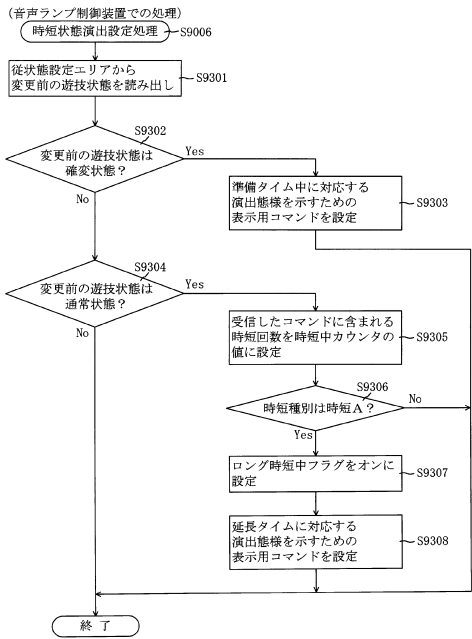 (音声ランプ制御装置での処理)
時短状態演出設定処理
S9006
従状態設定エリアから
変更前の遊技状態を読み出し
S9301
S9302
変更前の遊技状態は
確変状態？
Yes
No
準備タイム中に対応する
演出態様を示すための
表示用コマンドを設定
S9303
S9304
変更前の遊技状態は
通常状態？
Yes
No
受信したコマンドに含まれる
時短回数を時短中カウンタの
値に設定
S9305
S9306
時短種別は時短Ａ？
No
Yes
ロング時短中フラグをオンに
設定
S9307
延長タイムに対応する
演出態様を示すための
表示用コマンドを設定
S9308
終 了